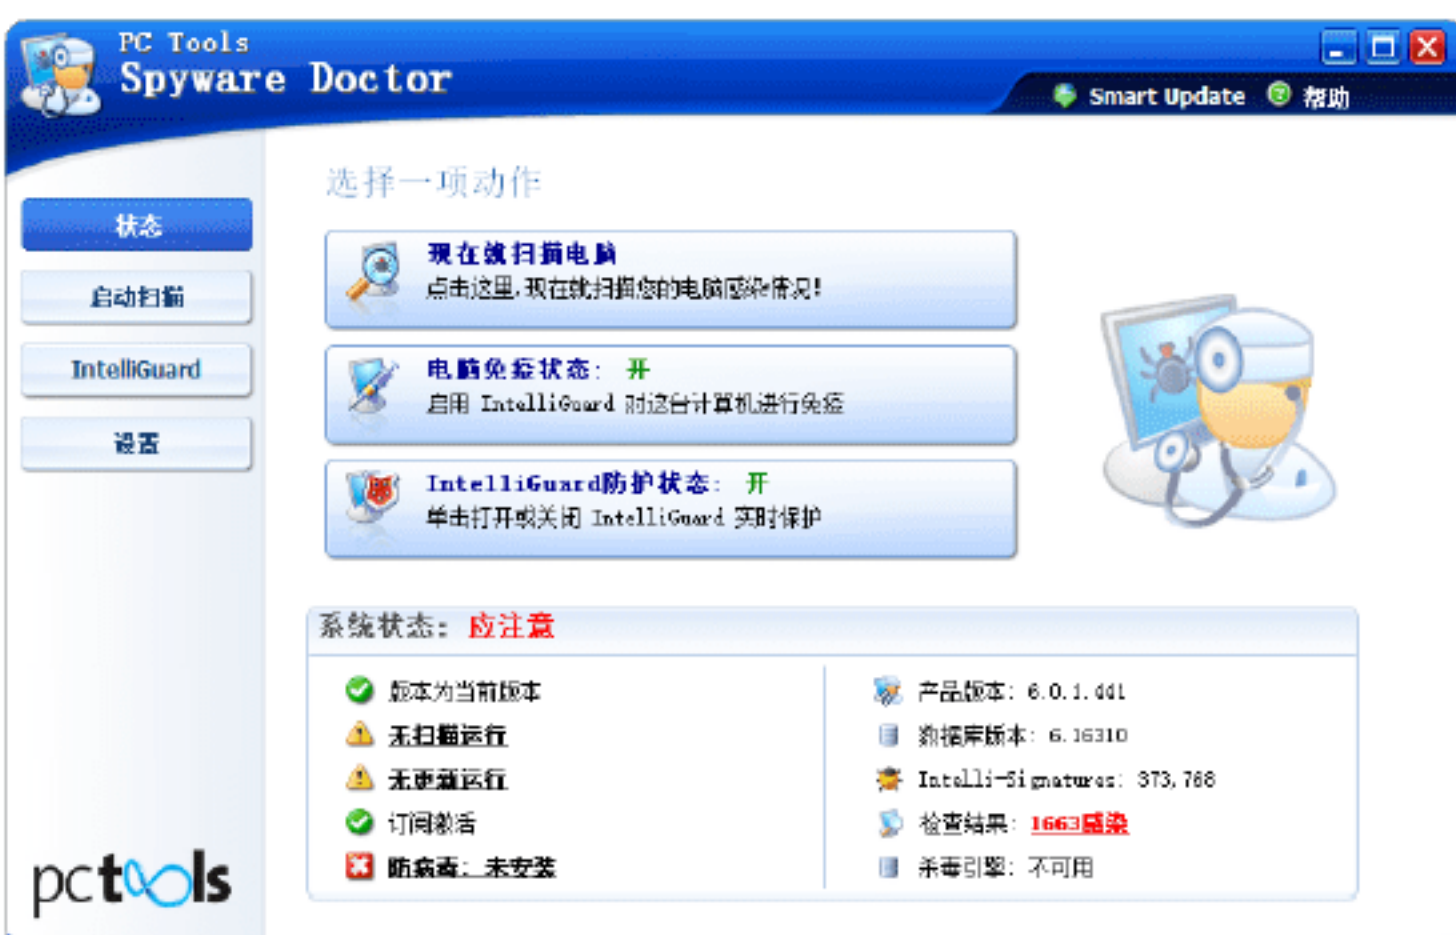 PC Tools
Spyware Doctor
Smart Update 帮助
选择一项动作
状态
启动扫描
IntelliGuard
设置
现在就扫描电脑
点击这里,现在就扫描您的电脑感染情况!
电脑免疫状态: 开
启用 IntelliGuard 对这台计算机进行免疫
IntelliGuard防护状态: 开
单击打开或关闭 IntelliGuard 实时保护
系统状态: 应注意
版本为当前版本
无扫描运行
无更新运行
订阅激活
防病毒: 未安装
产品版本: 6.0.1.441
数据库版本: 6.16310
Intelli-Signatures: 373,768
检查结果: 1663感染
杀毒引擎: 不可用
pctools